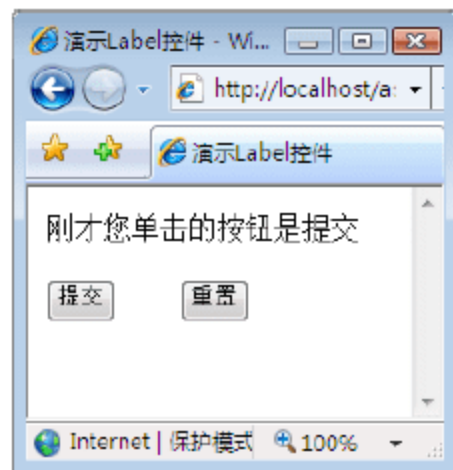 演示Label控件 - Wi...
http://localhost/a
演示Label控件
刚才您单击的按钮是提交
提交 重置
Internet | 保护模式 100%